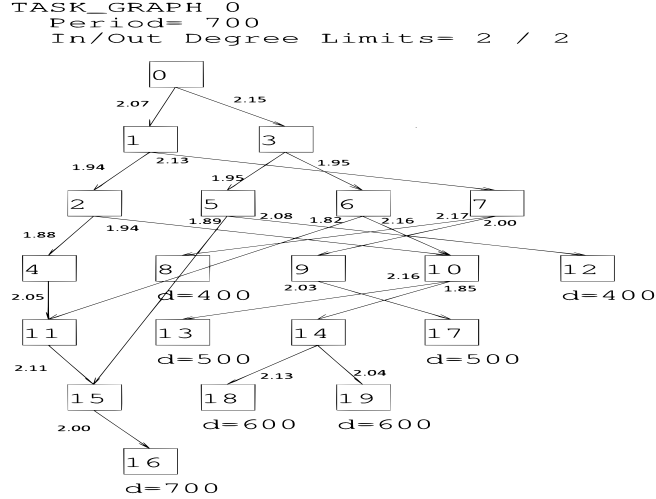 TASK_GRAPH 0
Period= 700
In/Out Degree Limits= 2 / 2
0
2.07 2.15
1 3
1.94 2.13 1.95 1.95
2 5 6 7
1.88 1.94 1.89 2.08 1.82 2.16 2.17 2.00
4 8 9 10 12
2.05 d=400 2.03 2.16 1.85 d=400
11 13 14 17
d=500 d=500
2.11 2.13 2.04
15 18 19
2.00 d=600 d=600
16
d=700